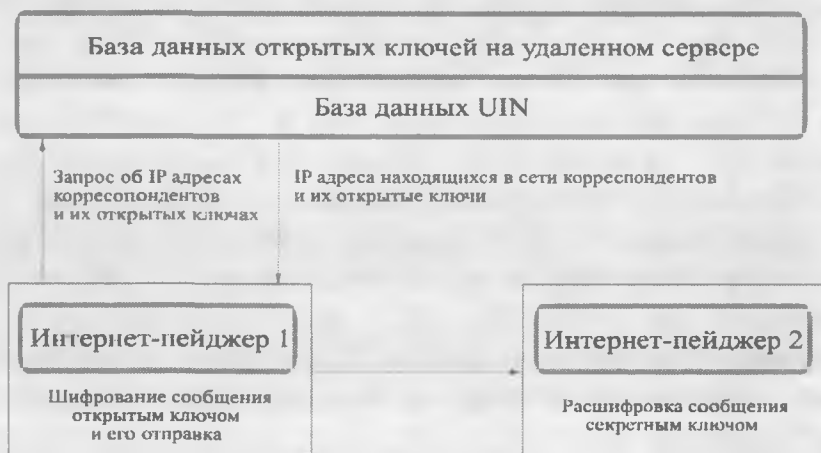 База данных открытых ключей на удаленном сервере
База данных UIN
Запрос об IP адресах
корресопондентов
и их открытых ключах
IP адреса находящихся в сети корреспондентов
и их открытые ключи
Интернет-пейджер 1
Шифрование сообщения
открытым ключом
и его отправка
Интернет-пейджер 2
Расшифровка сообщения
секретным ключом